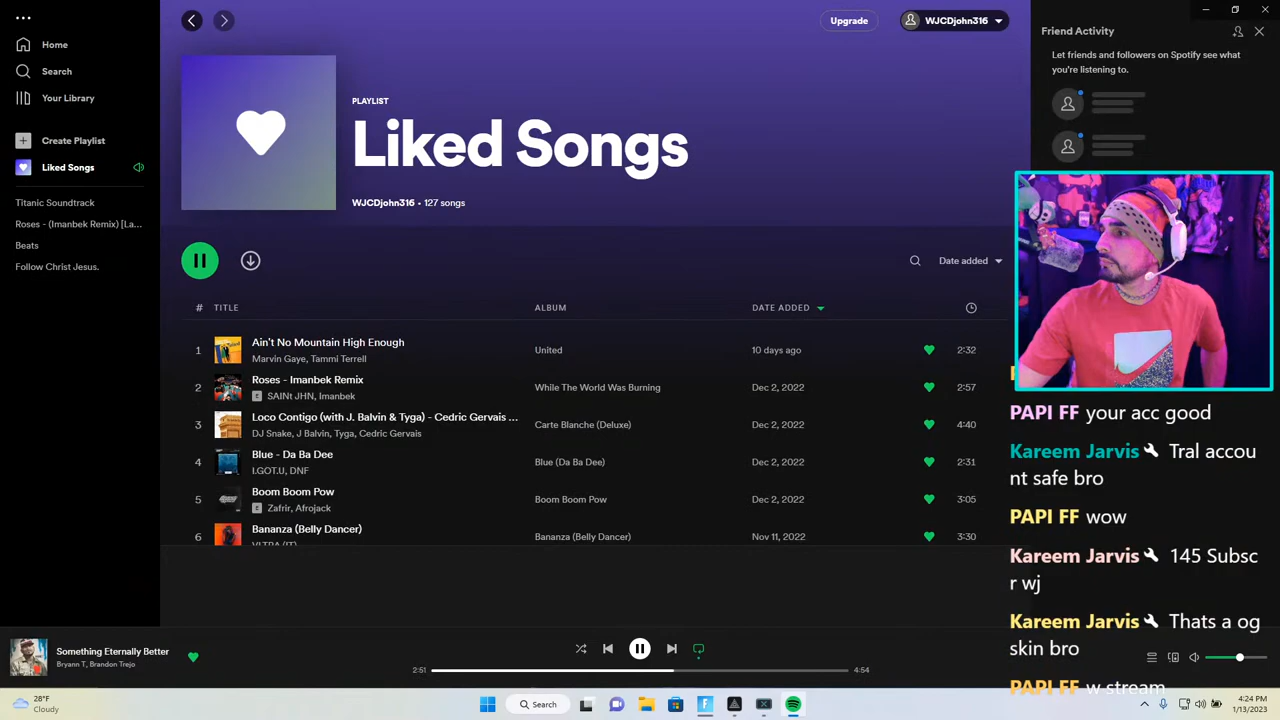 Home
Search
Your Library
Create Playlist
Liked Songs
Titanic Soundtrack
Roses - (Imanbek Remix) [La...
Beats
Follow Christ Jesus.
Upgrade
WJCDjohn316
PLAYLIST
Liked Songs
WJCDjohn316 • 127 songs
Date added
# TITLE ALBUM DATE ADDED
1 Ain't No Mountain High Enough United 10 days ago 2:32
Marvin Gaye, Tammi Terrell
2 Roses - Imanbek Remix While The World Was Burning Dec 2, 2022 2:57
E SAINt JHN, Imanbek
3 Loco Contigo (with J. Balvin & Tyga) - Cedric Gervais ... Carte Blanche (Deluxe) Dec 2, 2022 4:40
DJ Snake, J Balvin, Tyga, Cedric Gervais
4 Blue - Da Ba Dee Blue (Da Ba Dee) Dec 2, 2022 2:31
I.GOT.U, DNF
5 Boom Boom Pow Boom Boom Pow Dec 2, 2022 3:05
E Zafrir, Afrojack
6 Bananza (Belly Dancer) Bananza (Belly Dancer) Nov 11, 2022 3:30
Friend Activity
Let friends and followers on Spotify see what
you're listening to.
PAPI FF your acc good
Kareem Jarvis Tral accou
nt safe bro
PAPI FF wow
Kareem Jarvis 145 Subsc
r wj
Kareem Jarvis Thats a og
skin bro
PAPI FF w stream
Something Eternally Better
Bryann T, Brandon Trejo
2:51
4:54
28°F
Cloudy
Search
4:24 PM
1/13/2023